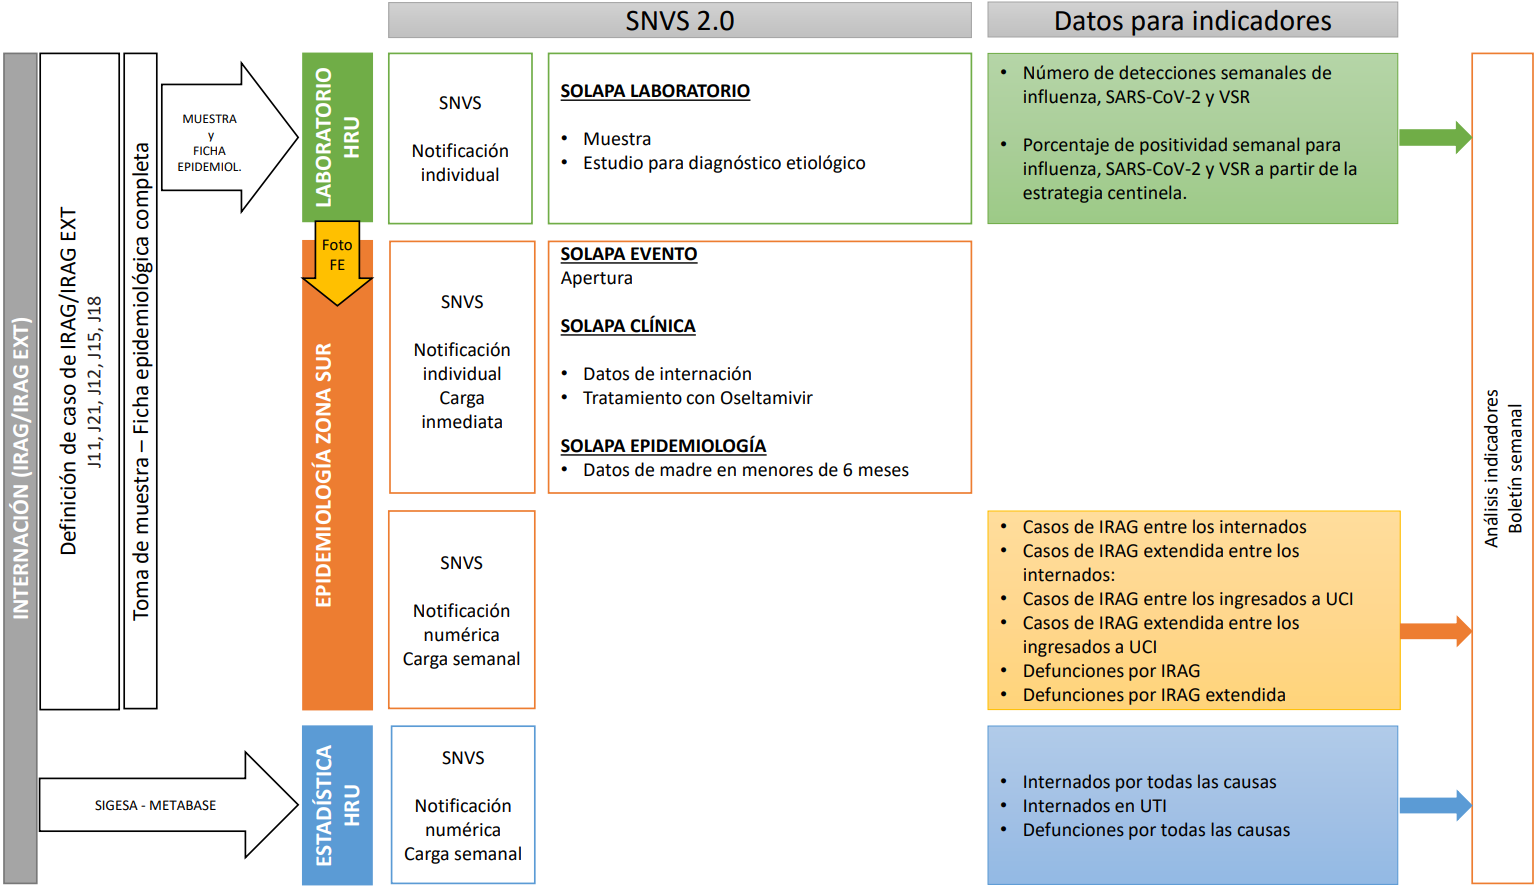 SNVS 2.0
Datos para indicadores
INTERNACIÓN (IRAG/IRAG EXT)
Definición de caso de IRAG/IRAG EXT
J11, J21, J12, J15, J18
Toma de muestra – Ficha epidemiológica completa
MUESTRA
y
FICHA
EPIDEMIOL.
LABORATORIO
HRU
SNVS
Notificación
individual
SOLAPA LABORATORIO
• Muestra
• Estudio para diagnóstico etiológico
• Número de detecciones semanales de
influenza, SARS-CoV-2 y VSR
• Porcentaje de positividad semanal para
influenza, SARS-CoV-2 y VSR a partir de la
estrategia centinela.
Foto
FE
EPIDEMIOLOGÍA ZONA SUR
SNVS
Notificación
individual
Carga
inmediata
SOLAPA EVENTO
Apertura
SOLAPA CLÍNICA
• Datos de internación
• Tratamiento con Oseltamivir
SOLAPA EPIDEMIOLOGÍA
• Datos de madre en menores de 6 meses
SNVS
Notificación
numérica
Carga semanal
• Casos de IRAG entre los internados
• Casos de IRAG extendida entre los
internados:
• Casos de IRAG entre los ingresados a UCI
• Casos de IRAG extendida entre los
ingresados a UCI
• Defunciones por IRAG
• Defunciones por IRAG extendida
SIGESA - METABASE
ESTADÍSTICA
HRU
SNVS
Notificación
numérica
Carga semanal
• Internados por todas las causas
• Internados en UTI
• Defunciones por todas las causas
Análisis indicadores
Boletín semanal